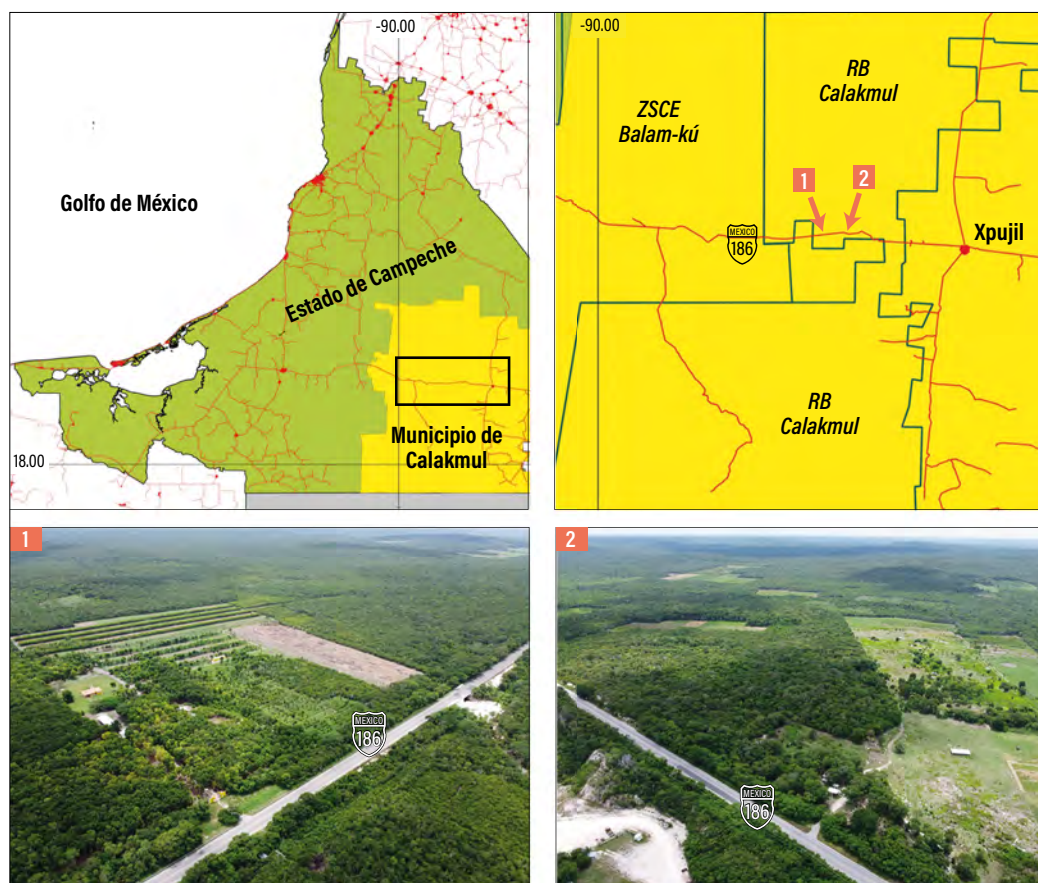 -90.00
Golfo de México
Estado de Campeche
Municipio de
Calakmul
18.00
-90.00
RB
Calakmul
ZSCE
Balam-kú
1
2
MEXICO
186
Xpujil
RB
Calakmul
1
MEXICO
186
2
MEXICO
186